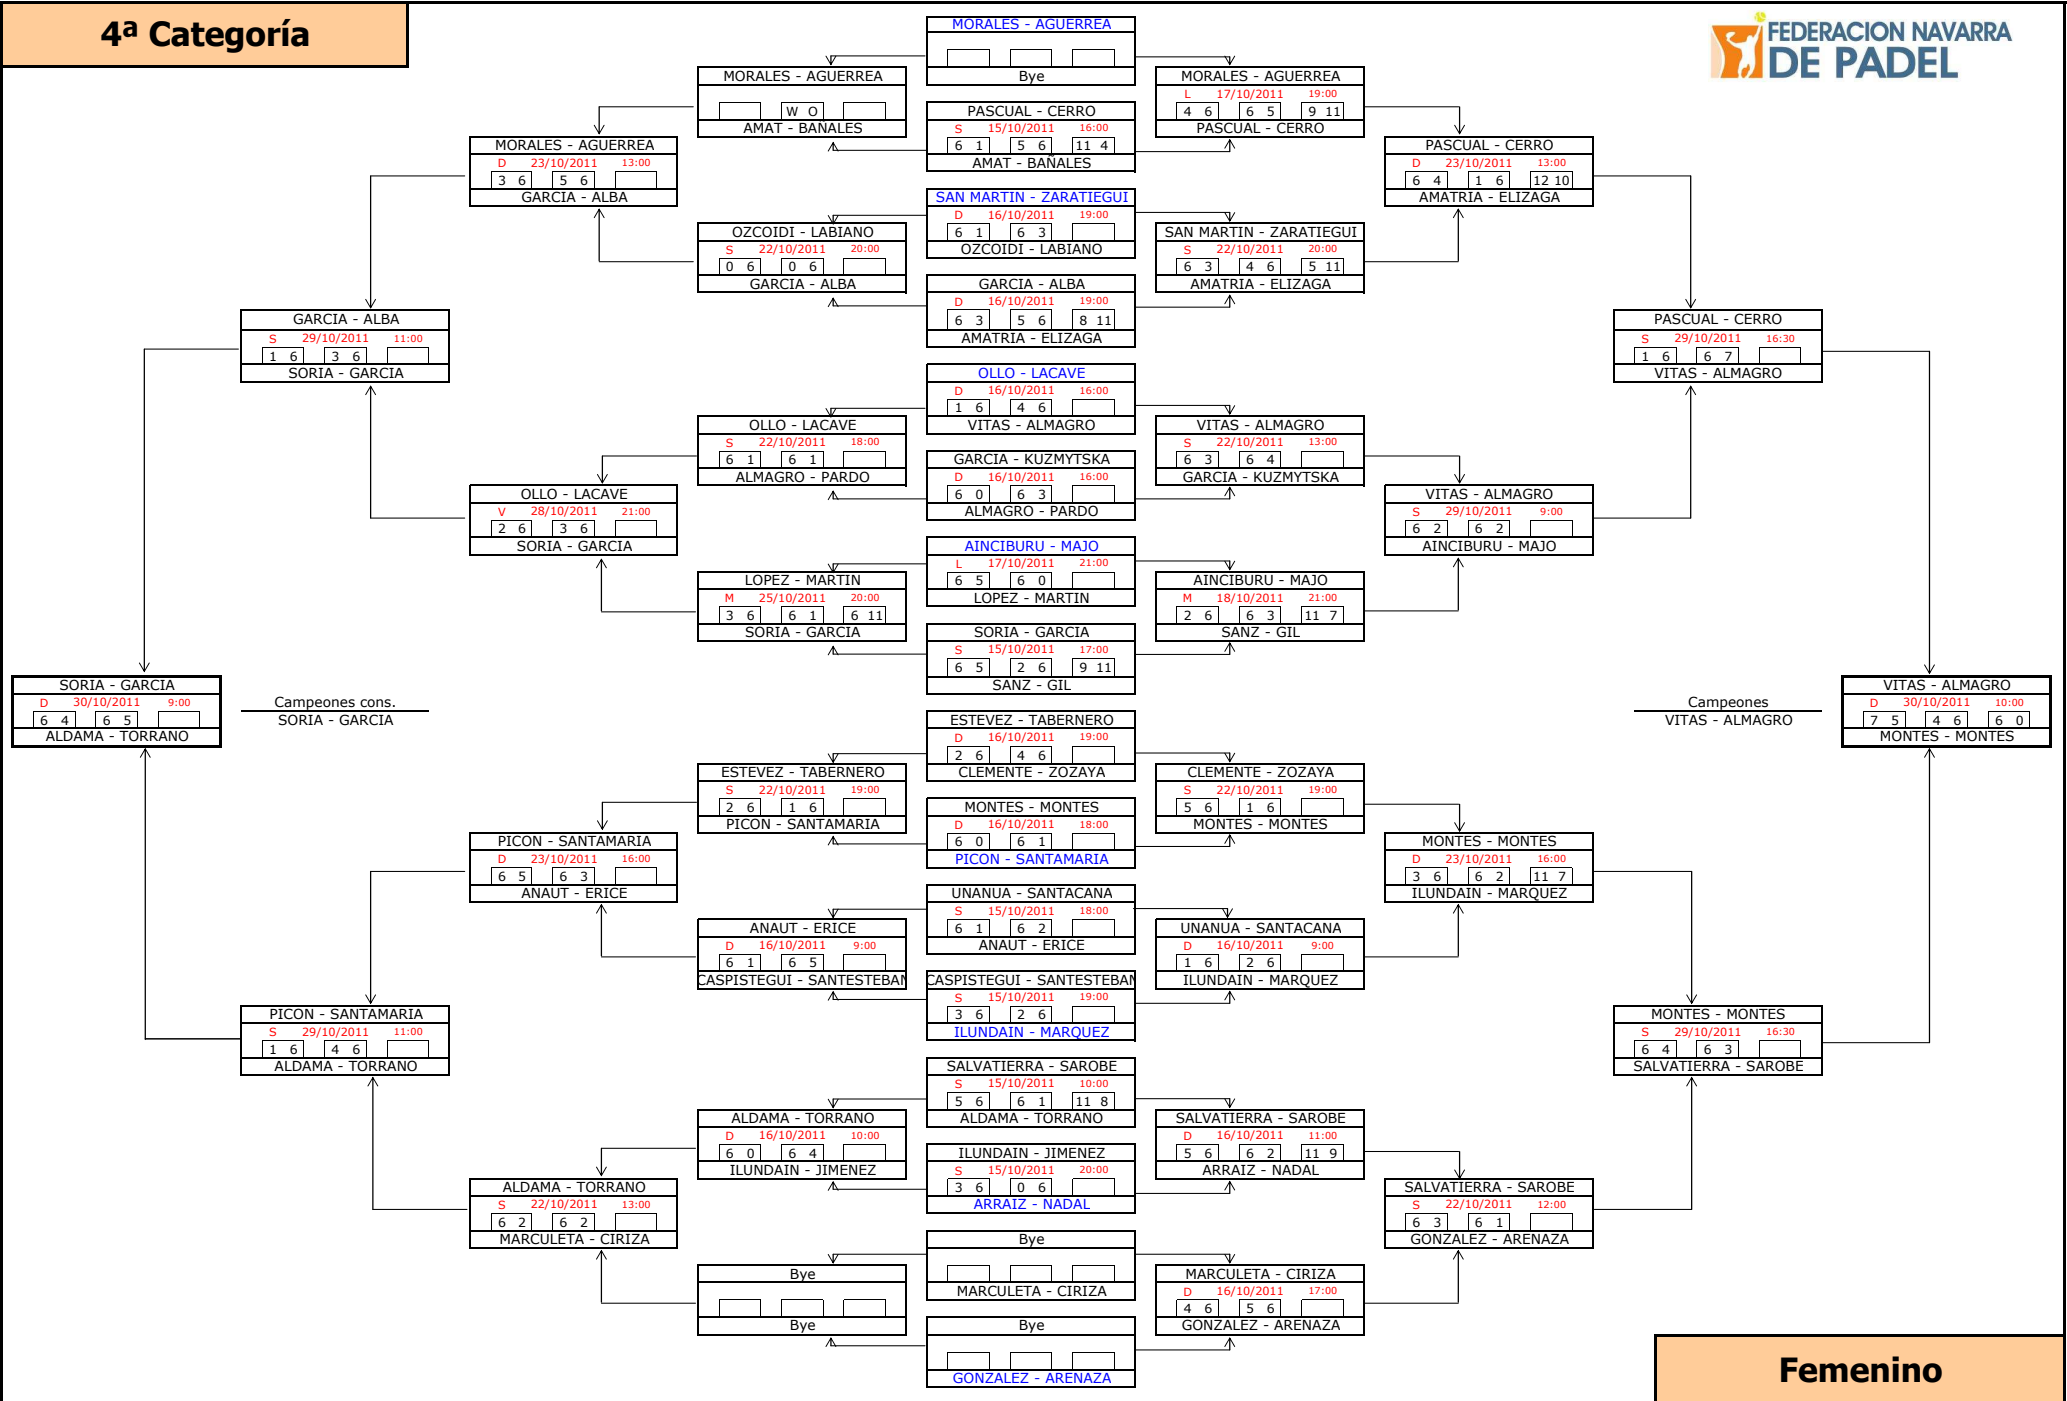 4ª Categoría
FEDERACION NAVARRA
DE PADEL
SORIA - GARCIA
D 30/10/2011 9:00
6 4 6 5
ALDAMA - TORRANO
Campeones cons.
SORIA - GARCIA
GARCIA - ALBA
S 29/10/2011 11:00
1 6 3 6
SORIA - GARCIA
PICON - SANTAMARIA
S 29/10/2011 11:00
1 6 4 6
ALDAMA - TORRANO
MORALES - AGUERREA
D 23/10/2011 13:00
3 6 5 6
GARCIA - ALBA
OLLO - LACAVE
V 28/10/2011 21:00
2 6 3 6
SORIA - GARCIA
PICON - SANTAMARIA
D 23/10/2011 16:00
6 5 6 3
ANAUT - ERICE
ALDAMA - TORRANO
S 22/10/2011 13:00
6 2 6 2
MARCULETA - CIRIZA
MORALES - AGUERREA
W O
AMAT - BAÑALES
OZCOIDI - LABIANO
S 22/10/2011 20:00
0 6 0 6
GARCIA - ALBA
OLLO - LACAVE
S 22/10/2011 18:00
6 1 6 1
ALMAGRO - PARDO
LOPEZ - MARTIN
M 25/10/2011 20:00
3 6 6 1 6 11
SORIA - GARCIA
ESTEVEZ - TABERNERO
S 22/10/2011 19:00
2 6 1 6
PICON - SANTAMARIA
ANAUT - ERICE
D 16/10/2011 9:00
6 1 6 5
CASPISTEGUI - SANTESTEBAN
ALDAMA - TORRANO
D 16/10/2011 10:00
6 0 6 4
ILUNDAIN - JIMENEZ
Bye
Bye
MORALES - AGUERREA
Bye
PASCUAL - CERRO
S 15/10/2011 16:00
6 1 5 6 11 4
AMAT - BAÑALES
SAN MARTIN - ZARATIEGUI
D 16/10/2011 19:00
6 1 6 3
OZCOIDI - LABIANO
GARCIA - ALBA
D 16/10/2011 19:00
6 3 5 6 8 11
AMATRIA - ELIZAGA
OLLO - LACAVE
D 16/10/2011 16:00
1 6 4 6
VITAS - ALMAGRO
GARCIA - KUZMYTSKA
D 16/10/2011 16:00
6 0 6 3
ALMAGRO - PARDO
AINCIBURU - MAJO
L 17/10/2011 21:00
6 5 6 0
LOPEZ - MARTIN
SORIA - GARCIA
S 15/10/2011 17:00
6 5 2 6 9 11
SANZ - GIL
ESTEVEZ - TABERNERO
D 16/10/2011 19:00
2 6 4 6
CLEMENTE - ZOZAYA
MONTES - MONTES
D 16/10/2011 18:00
6 0 6 1
PICON - SANTAMARIA
UNANUA - SANTACANA
S 15/10/2011 18:00
6 1 6 2
ANAUT - ERICE
CASPISTEGUI - SANTESTEBAN
S 15/10/2011 19:00
3 6 2 6
ILUNDAIN - MARQUEZ
SALVATIERRA - SAROBE
S 15/10/2011 10:00
5 6 6 1 11 8
ALDAMA - TORRANO
ILUNDAIN - JIMENEZ
S 15/10/2011 20:00
3 6 0 6
ARRAIZ - NADAL
Bye
MARCULETA - CIRIZA
Bye
GONZALEZ - ARENAZA
MORALES - AGUERREA
L 17/10/2011 19:00
4 6 6 5 9 11
PASCUAL - CERRO
SAN MARTIN - ZARATIEGUI
S 22/10/2011 20:00
6 3 4 6 5 11
AMATRIA - ELIZAGA
VITAS - ALMAGRO
S 22/10/2011 13:00
6 3 6 4
GARCIA - KUZMYTSKA
AINCIBURU - MAJO
M 18/10/2011 21:00
2 6 6 3 11 7
SANZ - GIL
CLEMENTE - ZOZAYA
S 22/10/2011 19:00
5 6 1 6
MONTES - MONTES
UNANUA - SANTACANA
D 16/10/2011 9:00
1 6 2 6
ILUNDAIN - MARQUEZ
SALVATIERRA - SAROBE
D 16/10/2011 11:00
5 6 6 2 11 9
ARRAIZ - NADAL
MARCULETA - CIRIZA
D 16/10/2011 17:00
4 6 5 6
GONZALEZ - ARENAZA
PASCUAL - CERRO
D 23/10/2011 13:00
6 4 1 6 12 10
AMATRIA - ELIZAGA
VITAS - ALMAGRO
S 29/10/2011 9:00
6 2 6 2
AINCIBURU - MAJO
MONTES - MONTES
D 23/10/2011 16:00
3 6 6 2 11 7
ILUNDAIN - MARQUEZ
SALVATIERRA - SAROBE
S 22/10/2011 12:00
6 3 6 1
GONZALEZ - ARENAZA
PASCUAL - CERRO
S 29/10/2011 16:30
1 6 6 7
VITAS - ALMAGRO
MONTES - MONTES
S 29/10/2011 16:30
6 4 6 3
SALVATIERRA - SAROBE
Campeones
VITAS - ALMAGRO
VITAS - ALMAGRO
D 30/10/2011 10:00
7 5 4 6 6 0
MONTES - MONTES
Femenino